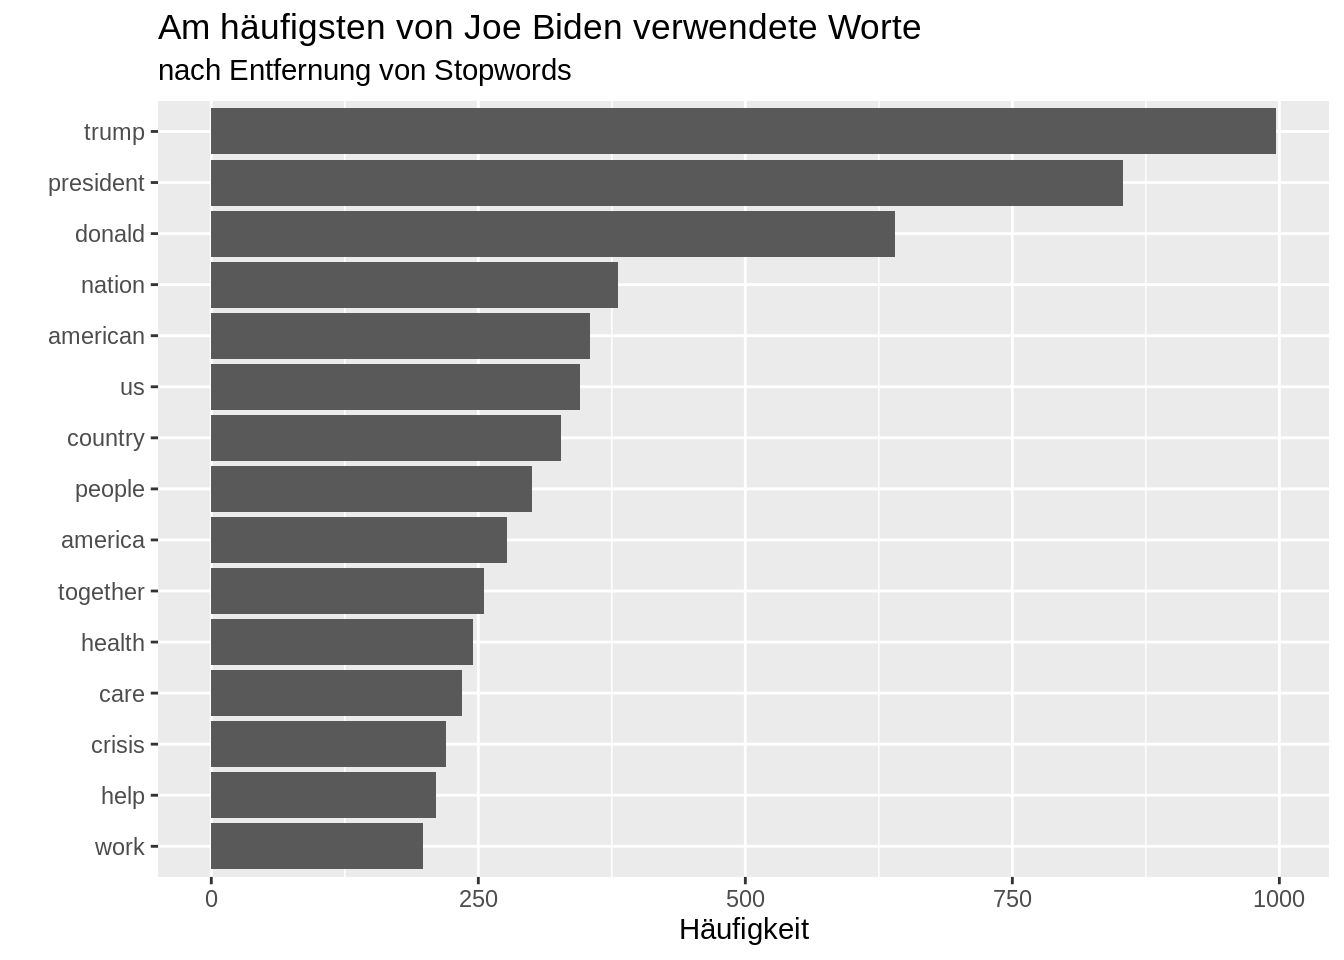 Am häufigsten von Joe Biden verwendete Worte
nach Entfernung von Stopwords
trump
president
donald
nation
american
us
country
people
america
together
health
care
crisis
help
work
0 250 500 750 1000
Häufigkeit